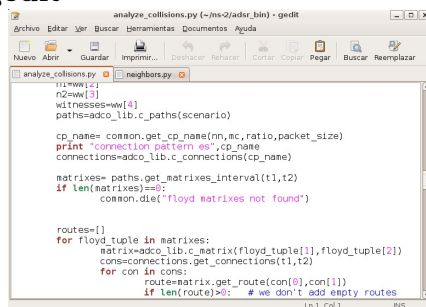 analyze_collisions.py (~/ns-2/adsr_bin) - gedit
Archivo Editar Ver Buscar Herramientas Documentos Ayuda
Nuevo Abrir Guardar Imprimir... Deshacer Rehacer Cortar Copiar Pegar Buscar Reemplazar
analyze_collisions.py neighbors.py
n1=ww[2]
n2=ww[3]
witnesses=ww[4]
paths=adco_lib.c_paths(scenario)
cp_name= common.get_cp_name(nn,mc,ratio,packet_size)
print "connection pattern es",cp_name
connections=adco_lib.c_connections(cp_name)
matrixes= paths.get_matrixes_interval(t1,t2)
if len(matrixes)==0:
common.die("floyd matrixes not found")
routes=[]
for floyd_tuple in matrixes:
matrix=adco_lib.c_matrix(floyd_tuple[1],floyd_tuple[2])
cons=connections.get_connections(t1,t2)
for con in cons:
route=matrix.get_route(con[0],con[1])
if len(route)>0: # we don't add empty routes
Ln 1, Col 1 INS